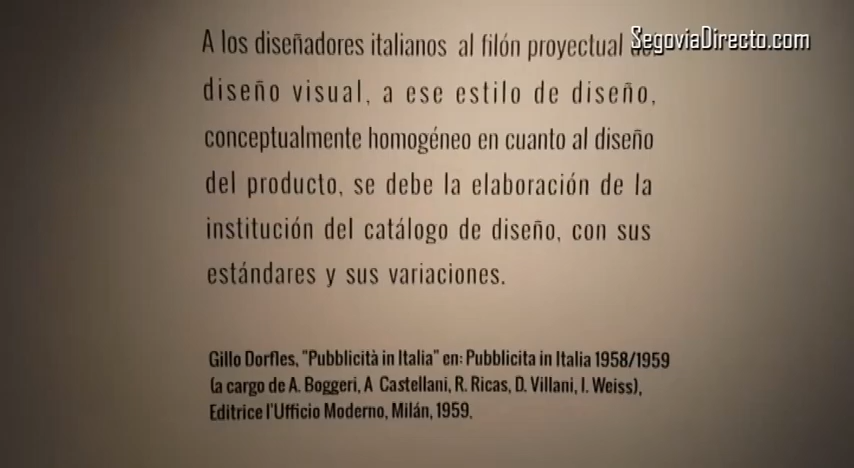 SegoviaDirecto.com
A los diseñadores italianos al filón proyectual
diseño visual, a ese estilo de diseño,
conceptualmente homogéneo en cuanto al diseño
del producto, se debe la elaboración de la
institución del catálogo de diseño, con sus
estándares y sus variaciones.
Gillo Dorfles, "Pubblicità in Italia" en: Pubblicita in Italia 1958/1959
(a cargo de A. Boggeri, A Castellani, R. Ricas, D. Villani, I. Weiss),
Editrice l'Ufficio Moderno, Milán, 1959.